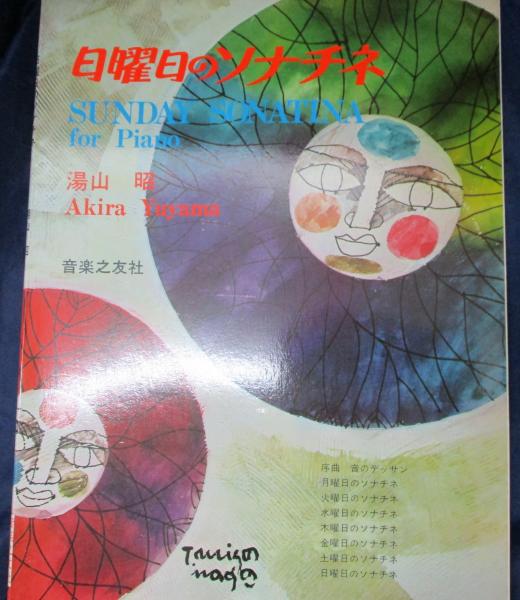 日曜日のソナチネ
SUNDAY SONATINA
for Piano
湯山 昭
Akira Yuyama
音楽之友社
序曲 音のデッサン
月曜日のソナチネ
火曜日のソナチネ
水曜日のソナチネ
木曜日のソナチネ
金曜日のソナチネ
土曜日のソナチネ
日曜日のソナチネ